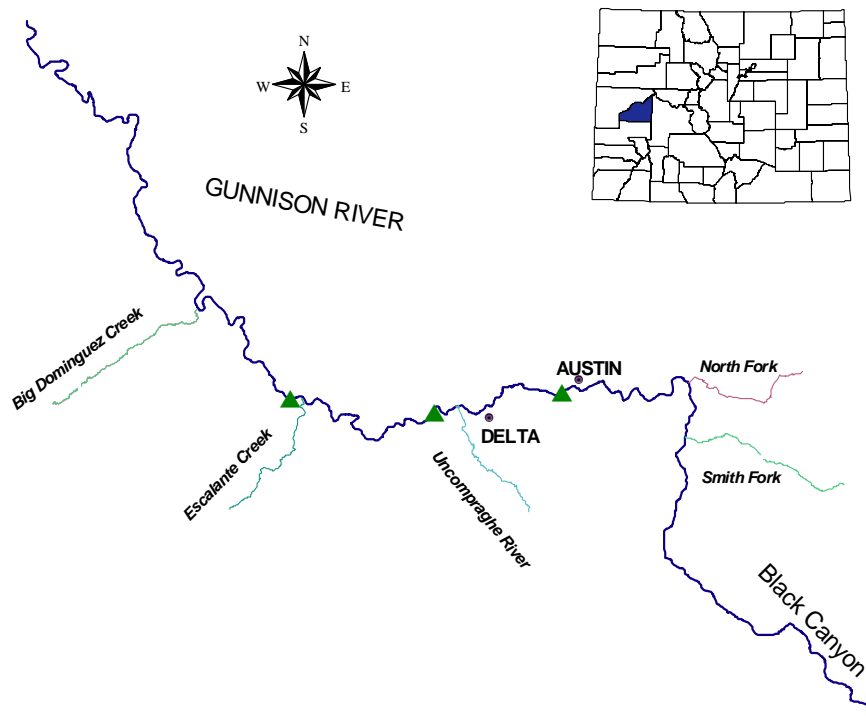 N
W E
S
GUNNISON RIVER
Big Dominguez Creek
AUSTIN
North Fork
DELTA
Escalante Creek
Uncompraghe River
Smith Fork
Black Canyon